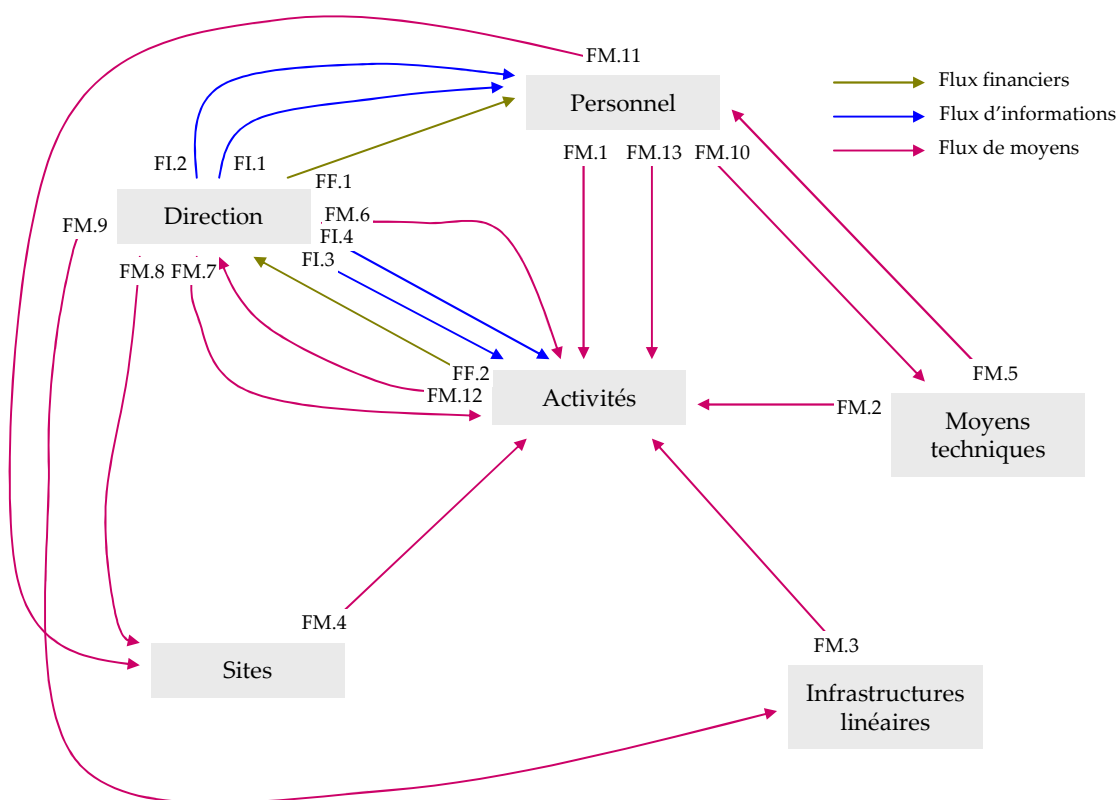 FM.11
Flux financiers
Personnel
Flux d'informations
Flux de moyens
FI.2
FI.1
FM.1
FM.13
FM.10
FF.1
Direction
FM.6
FM.9
FI.4
FI.3
FM.8
FM.7
FF.2
FM.5
FM.12
Activités
FM.2
Moyens
techniques
FM.4
FM.3
Sites
Infrastructures
linéaires